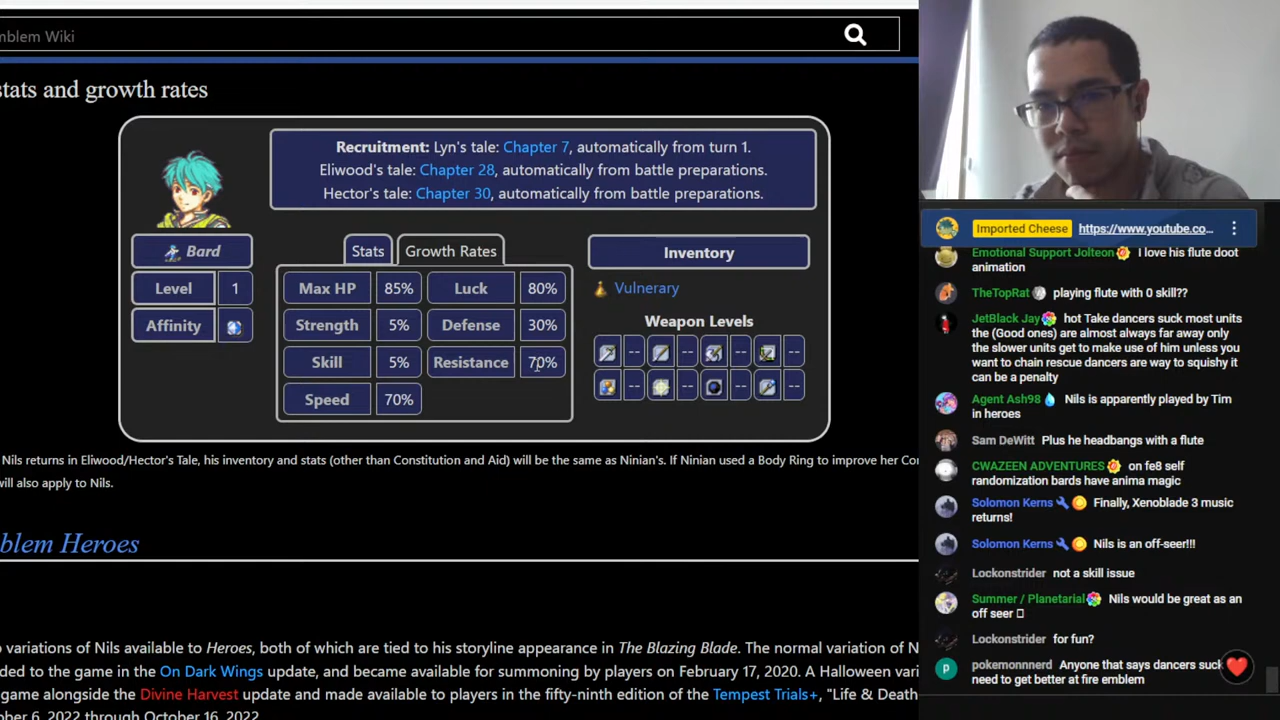 mblem Wiki
stats and growth rates
Recruitment: Lyn's tale: Chapter 7, automatically from turn 1.
Eliwood's tale: Chapter 28, automatically from battle preparations.
Hector's tale: Chapter 30, automatically from battle preparations.
Bard
Level 1
Affinity
Stats Growth Rates
Max HP 85% Luck 80%
Strength 5% Defense 30%
Skill 5% Resistance 70%
Speed 70%
Inventory
Vulnerary
Weapon Levels
-- -- -- --
-- -- -- --
Nils returns in Eliwood/Hector's Tale, his inventory and stats (other than Constitution and Aid) will be the same as Ninian's. If Ninian used a Body Ring to improve her Con
will also apply to Nils.
blem Heroes
o variations of Nils available to Heroes, both of which are tied to his storyline appearance in The Blazing Blade. The normal variation of N
ded to the game in the On Dark Wings update, and became available for summoning by players on February 17, 2020. A Halloween vari
game alongside the Divine Harvest update and made available to players in the fifty-ninth edition of the Tempest Trials+, "Life & Death
ber 6, 2022 through October 16, 2022.
Imported Cheese https://www.youtube.co...
Emotional Support Jolteon I love his flute doot
animation
TheTopRat playing flute with 0 skill??
JetBlack Jay hot Take dancers suck most units
the (Good ones) are almost always far away only
the slower units get to make use of him unless you
want to chain rescue dancers are way to squishy it
can be a penalty
Agent Ash98 Nils is apparently played by Tim
in heroes
Sam DeWitt Plus he headbangs with a flute
CWAZEEN ADVENTURES on fe8 self
randomization bards have anima magic
Solomon Kerns Finally, Xenoblade 3 music
returns!
Solomon Kerns Nils is an off-seer!!!
Lockonstrider not a skill issue
Summer / Planetarial Nils would be great as an
off seer
Lockonstrider for fun?
pokemonnnerd Anyone that says dancers suck
need to get better at fire emblem